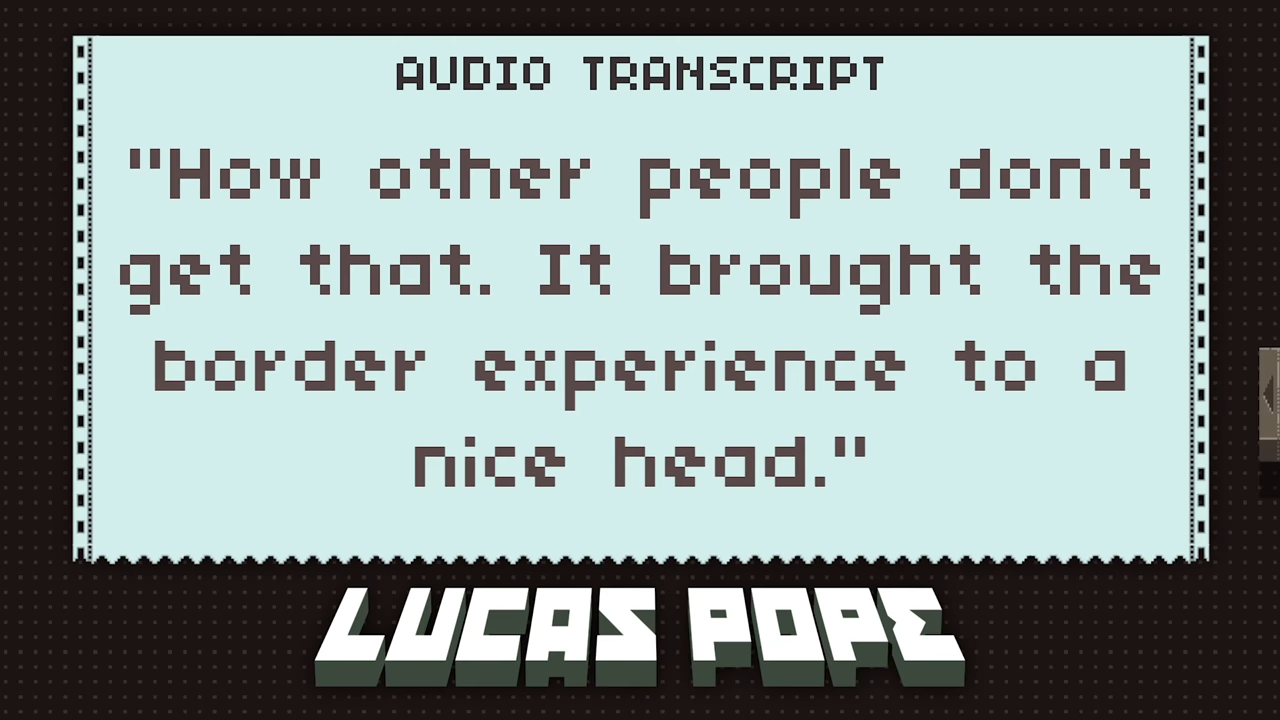 AUDIO TRANSCRIPT
"How other people don't
get that. It brought the
border experience to a
nice head."
LUCAS POPE